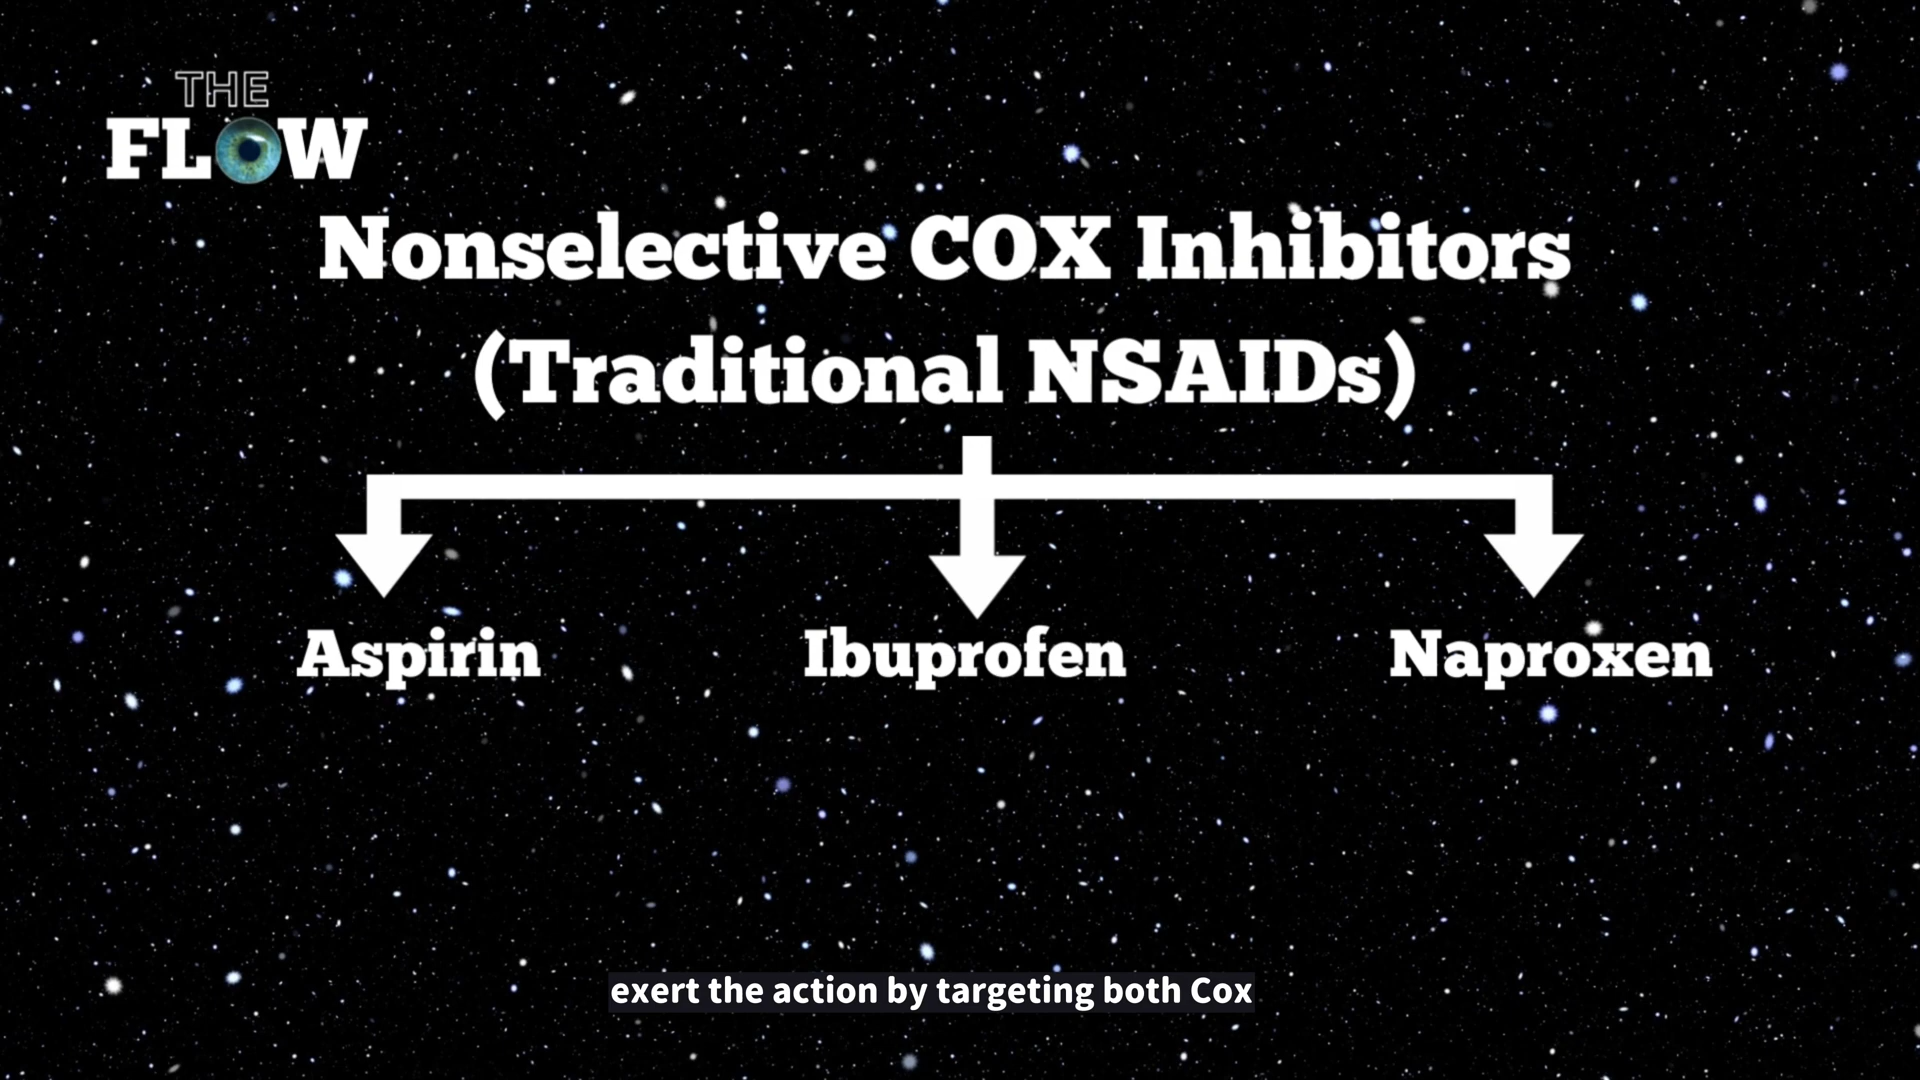 THE
FLOW
Nonselective COX Inhibitors
(Traditional NSAIDs)
Aspirin
Ibuprofen
Naproxen
exert the action by targeting both Cox